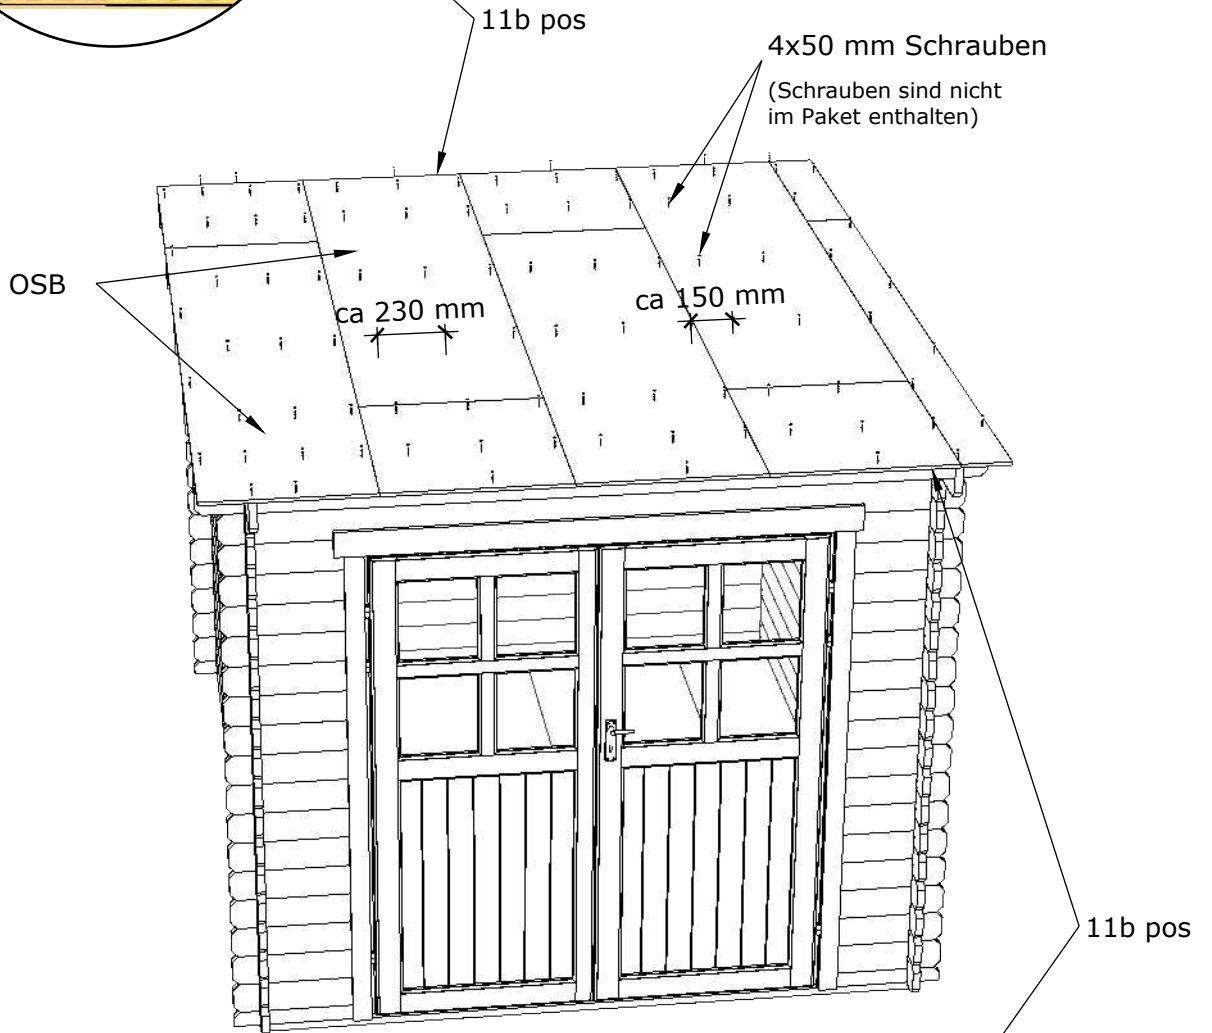 11b pos
4x50 mm Schrauben
(Schrauben sind nicht
im Paket enthalten)
OSB
ca 230 mm
ca 150 mm
11b pos